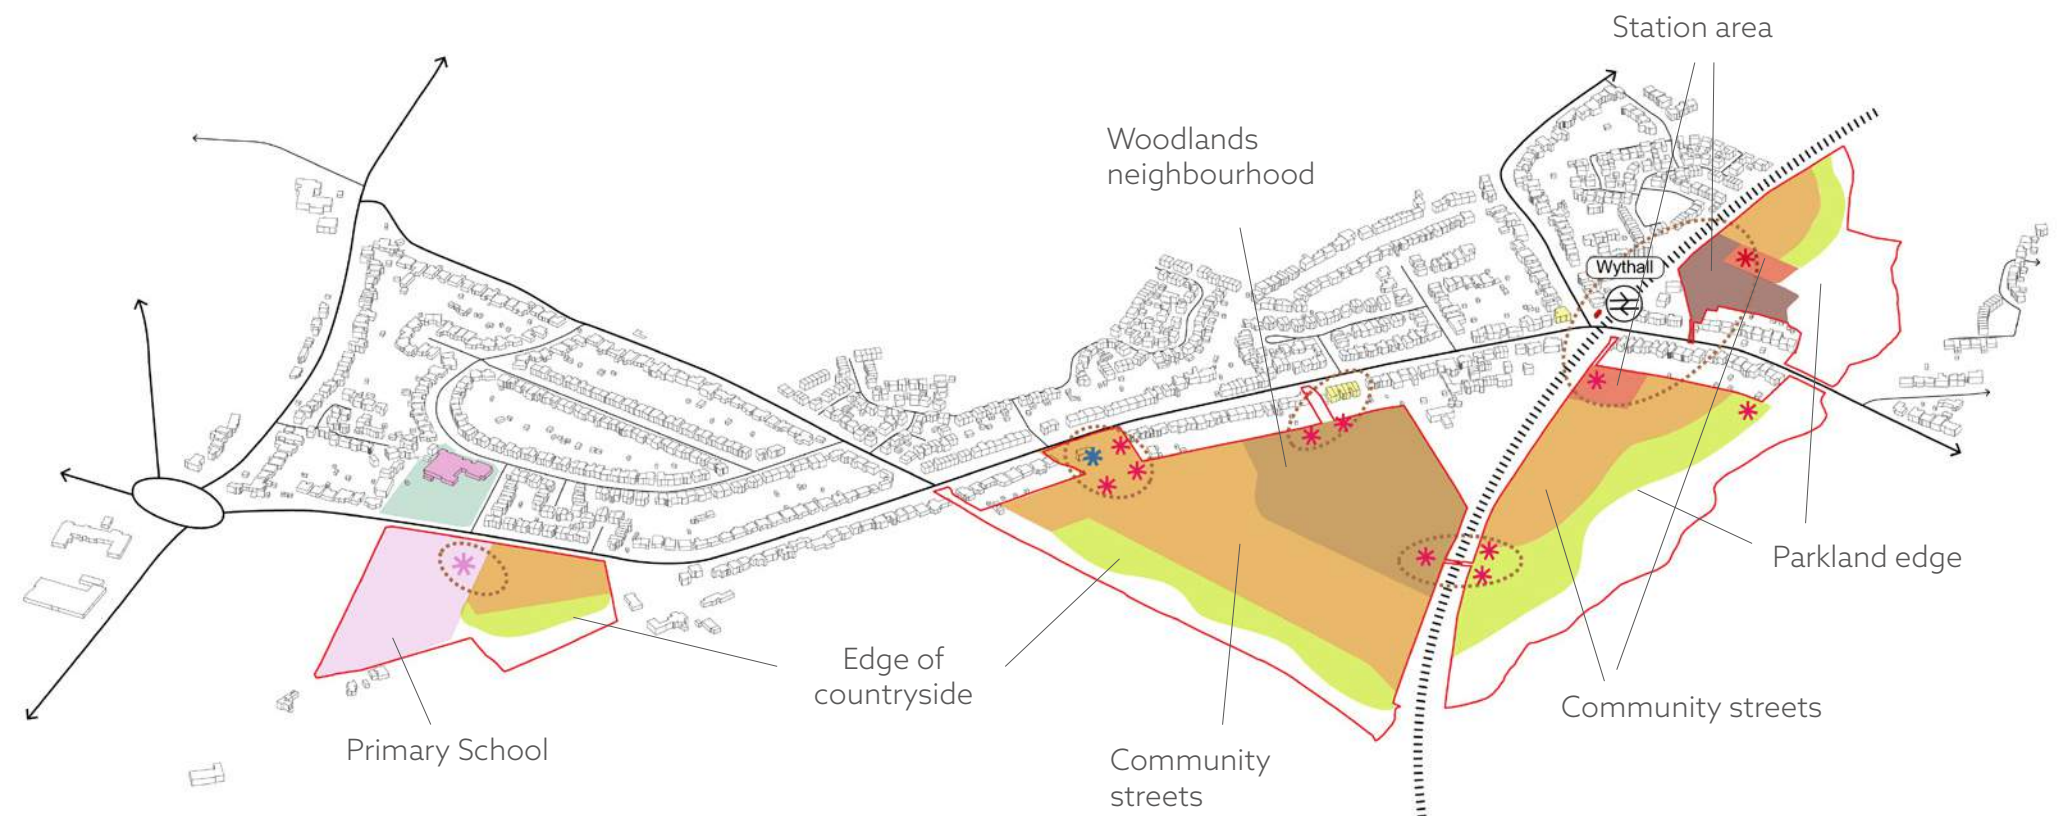 Station area
Woodlands
neighbourhood
Wythall
Parkland edge
Edge of
countryside
Community streets
Primary School
Community
streets